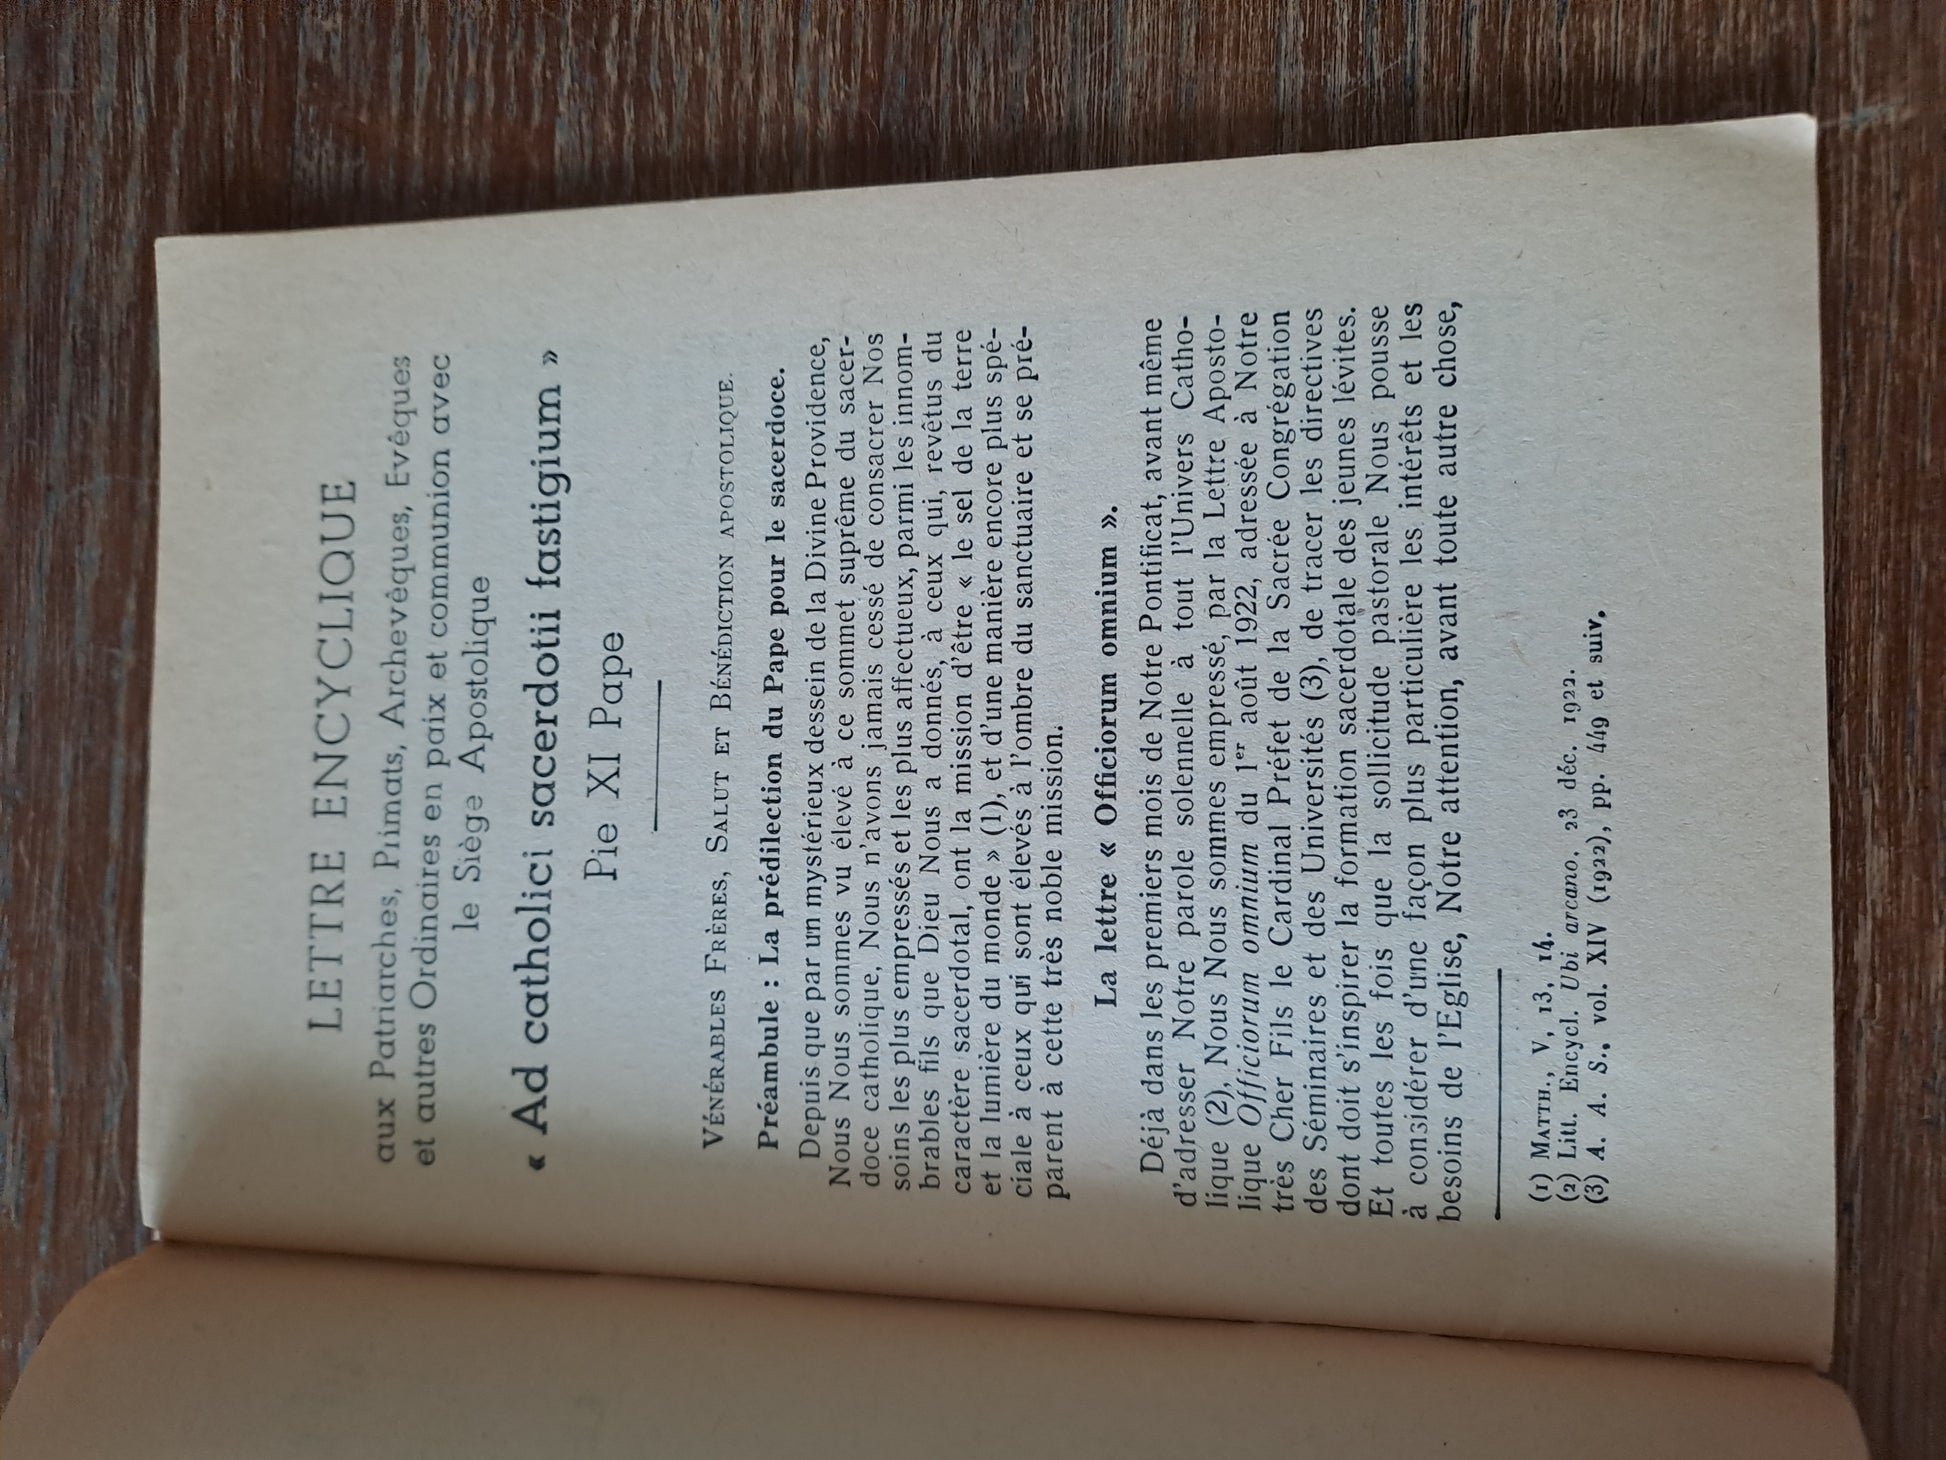 LETTRE ENCYCLIQUE
aux Patriarches, Primats, Archevêques, Evêques
et autres Ordinaires en paix et communion avec
le Siège Apostolique
« Ad catholici sacerdotii fastigium »
Pie XI Pape
VÉNÉRABLES FRÈRES, SALUT ET BÉNÉDICTION APOSTOLIQUE.
Préambule : La prédilection du Pape pour le sacerdoce.
Depuis que par un mystérieux dessein de la Divine Providence,
Nous Nous sommes vu élevé à ce sommet suprême du sacer-
doce catholique, Nous n'avons jamais cessé de consacrer Nos
soins les plus empressés et les plus affectueux, parmi les innom-
brables fils que Dieu Nous a donnés, à ceux qui, revêtus du
caractère sacerdotal, ont la mission d'être « le sel de la terre
et la lumière du monde » (1), et d'une manière encore plus spé-
ciale à ceux qui sont élevés à l'ombre du sanctuaire et se pré-
parent à cette très noble mission.
La lettre « Officiorum omnium ».
Déjà dans les premiers mois de Notre Pontificat, avant même
d'adresser Notre parole solennelle à tout l'Univers Catho-
lique (2), Nous Nous sommes empressé, par la Lettre Aposto-
lique Officiorum omnium du 1er août 1922, adressée à Notre
très Cher Fils le Cardinal Préfet de la Sacrée Congrégation
des Séminaires et des Universités (3), de tracer les directives
dont doit s'inspirer la formation sacerdotale des jeunes lévites.
Et toutes les fois que la sollicitude pastorale Nous pousse
à considérer d'une façon plus particulière les intérêts et les
besoins de l'Eglise, Notre attention, avant toute autre chose,
(1) MATTH., V, 13, 14.
(2) Litt. Encycl. Ubi arcano, 23 déc. 1922.
(3) A. A. S., vol. XIV (1922), pp. 449 et suiv.